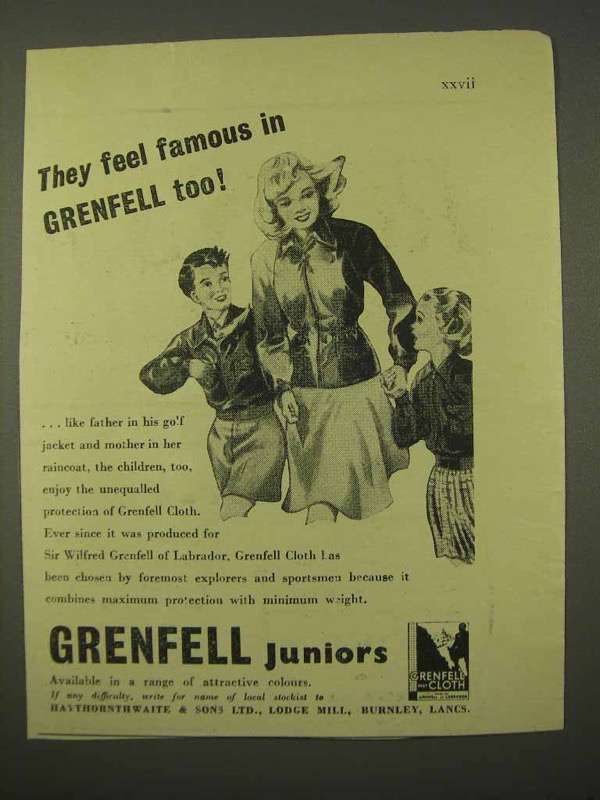 xxvii
They feel famous in
GRENFELL too!
... like father in his golf
jacket and mother in her
raincoat, the children, too,
enjoy the unequalled
protection of Grenfell Cloth.
Ever since it was produced for
Sir Wilfred Grenfell of Labrador, Grenfell Cloth has
been chosen by foremost explorers and sportsmen because it
combines maximum protection with minimum weight.
GRENFELL Juniors
Available in a range of attractive colours.
If any difficulty, write for name of local stockist to
HAYTHORNTHWAITE & SONS LTD., LODGE MILL, BURNLEY, LANCS.
GRENFELL
CLOTH